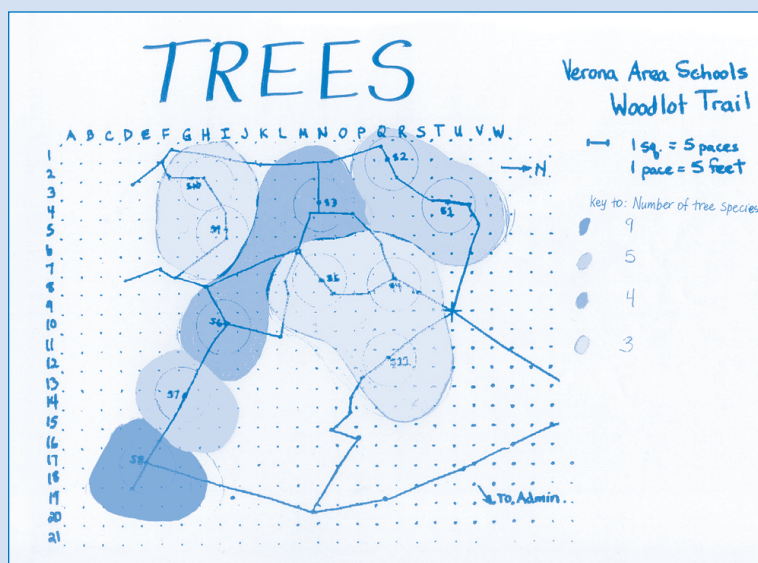 TREES
Verona Area Schools
Woodlot Trail
1 sq. = 5 paces
1 pace = 5 feet
N
key to: Number of tree species
9
5
4
3
A B C D E F G H I J K L M N O P Q R S T U V W
1
2
3
4
5
6
7
8
9
10
11
12
13
14
15
16
17
18
19
20
21
S2
S10
S3
S1
S9
S5
S4
S6
S11
S7
S8
To Admin.